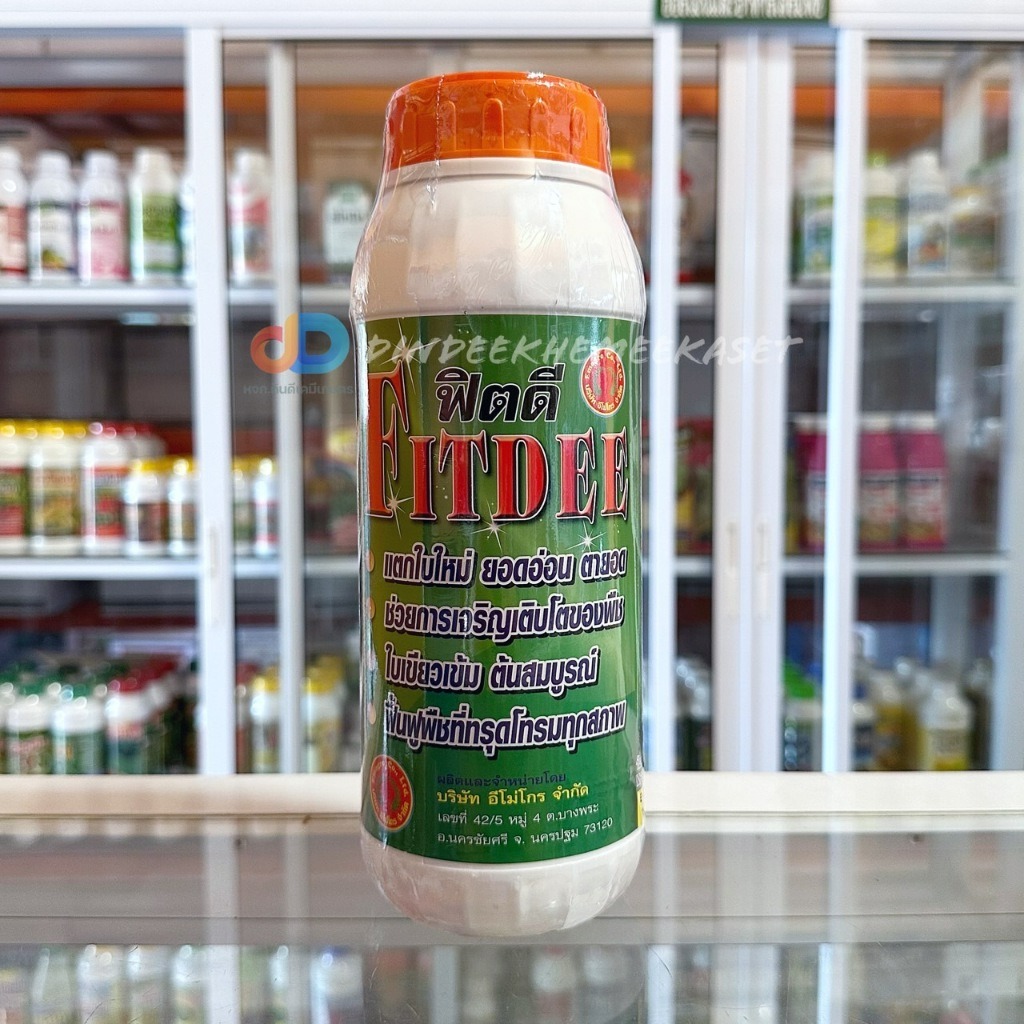 DUVDEEKHEMEEKASET
ฟิตดี
FITDEE
แตกใบใหม่ ยอดอ่อน ตายอด
ช่วยการเจริญเติบโตของพืช
ใบเขียวเข้ม ต้นสมบูรณ์
ฟื้นฟูพืชที่ทรุดโทรมทุกสภาพ
ผลิตและจำหน่ายโดย
บริษัท อีโม่โกร จำกัด
เลขที่ 42/5 หมู่ 4 ต.บางพระ
อ.นครชัยศรี จ. นครปฐม 73120